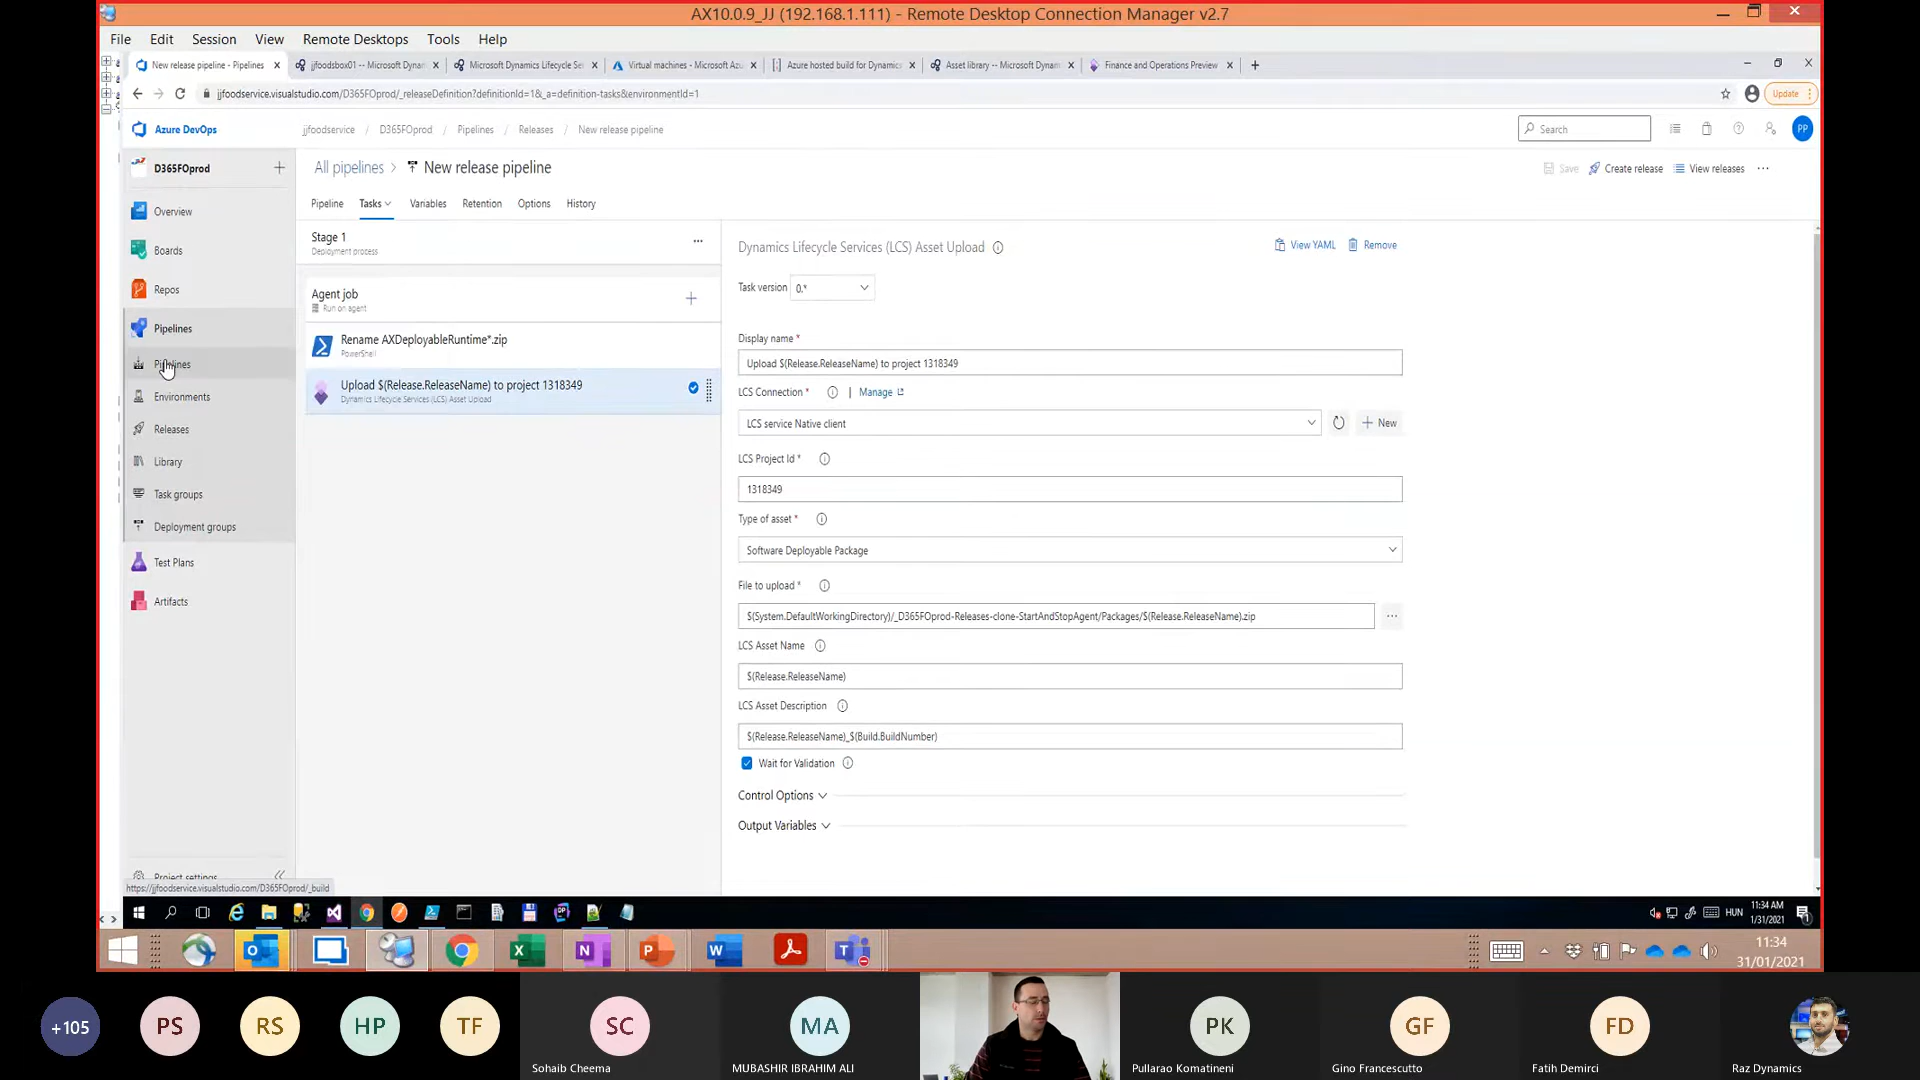 AX10.0.9_JJ (192.168.1.111) - Remote Desktop Connection Manager v2.7
File Edit Session View Remote Desktops Tools Help
New release pipeline - Pipelines
jjfoodsbox01 -- Microsoft Dynam
Microsoft Dynamics Lifecycle Se
Virtual machines - Microsoft Azu
Azure hosted build for Dynamics
Asset library -- Microsoft Dynam
Finance and Operations Preview
jjfoodservice.visualstudio.com/D365FOprod/_releaseDefinition?definitionId=1&_a=definition-tasks&environmentId=1
Update
Azure DevOps
jjfoodservice / D365FOprod / Pipelines / Releases / New release pipeline
Search
PP
D365FOprod
Overview
Boards
Repos
Pipelines
Pipelines
Environments
Releases
Library
Task groups
Deployment groups
Test Plans
Artifacts
Project settings
https://jjfoodservice.visualstudio.com/D365FOprod/_build
All pipelines > New release pipeline
Save Create release View releases
Pipeline Tasks Variables Retention Options History
Stage 1
Deployment process
Agent job
Run on agent
Rename AXDeployableRuntime*.zip
PowerShell
Upload $(Release.ReleaseName) to project 1318349
Dynamics Lifecycle Services (LCS) Asset Upload
Dynamics Lifecycle Services (LCS) Asset Upload
View YAML Remove
Task version 0.*
Display name *
Upload $(Release.ReleaseName) to project 1318349
LCS Connection * | Manage
LCS service Native client
New
LCS Project Id *
1318349
Type of asset *
Software Deployable Package
File to upload *
$(System.DefaultWorkingDirectory)/_D365FOprod-Releases-clone-StartAndStopAgent/Packages/$(Release.ReleaseName).zip
LCS Asset Name
$(Release.ReleaseName)
LCS Asset Description
$(Release.ReleaseName)_$(Build.BuildNumber)
Wait for Validation
Control Options
Output Variables
HUN
11:34 AM
1/31/2021
11:34
31/01/2021
+105
PS
RS
HP
TF
SC
Sohaib Cheema
MA
MUBASHIR IBRAHIM ALI
PK
Pullarao Komatineni
GF
Gino Francescutto
FD
Fatih Demirci
Raz Dynamics